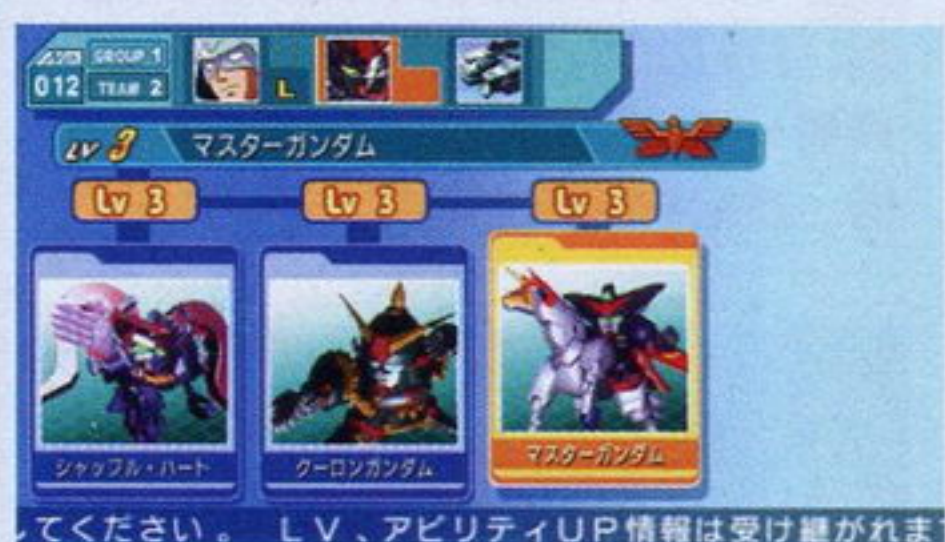 GROUP 1
012 TEAM 2
L
LV 3 マスターガンダム
Lv 3 Lv 3 Lv 3
シャッフル・ハート クーロンガンダム マスターガンダム
してください。 LV、アビリティUP情報は受け継がれま